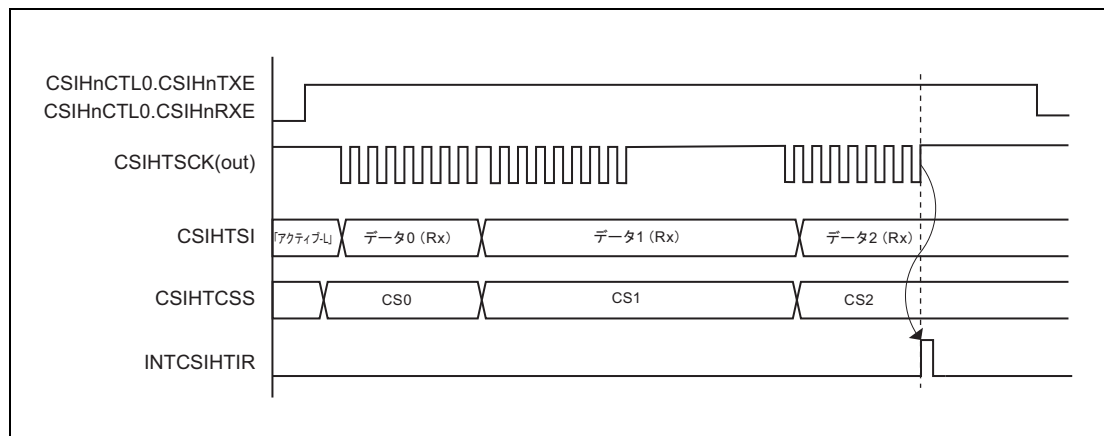 CSIHnCTL0.CSIHnTXE
CSIHnCTL0.CSIHnRXE
CSIHTSCK(out)
CSIHTSI
「アクティブ-L」
データ0 (Rx)
データ1 (Rx)
データ2 (Rx)
CSIHTCSS
CS0
CS1
CS2
INTCSIHTIR